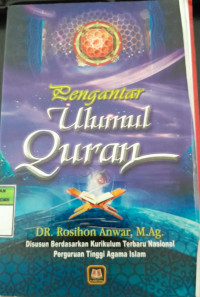 Pengantar
Ulumul
Quran
DR. Rosihon Anwar, M.Ag.
Disusun Berdasarkan Kurikulum Terbaru Nasional
Perguruan Tinggi Agama Islam